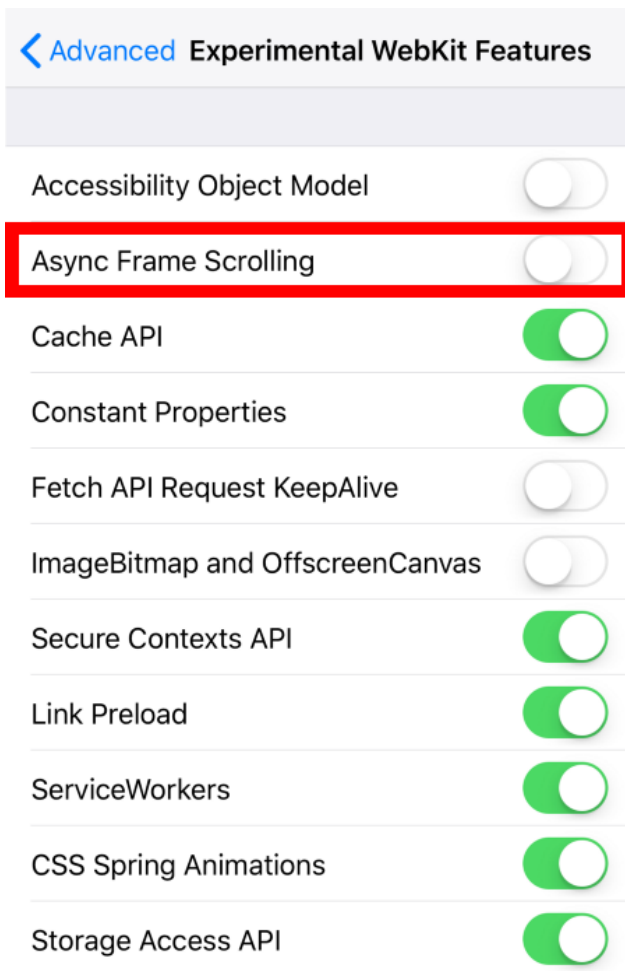 Advanced Experimental WebKit Features
Accessibility Object Model
Async Frame Scrolling
Cache API
Constant Properties
Fetch API Request KeepAlive
ImageBitmap and OffscreenCanvas
Secure Contexts API
Link Preload
ServiceWorkers
CSS Spring Animations
Storage Access API